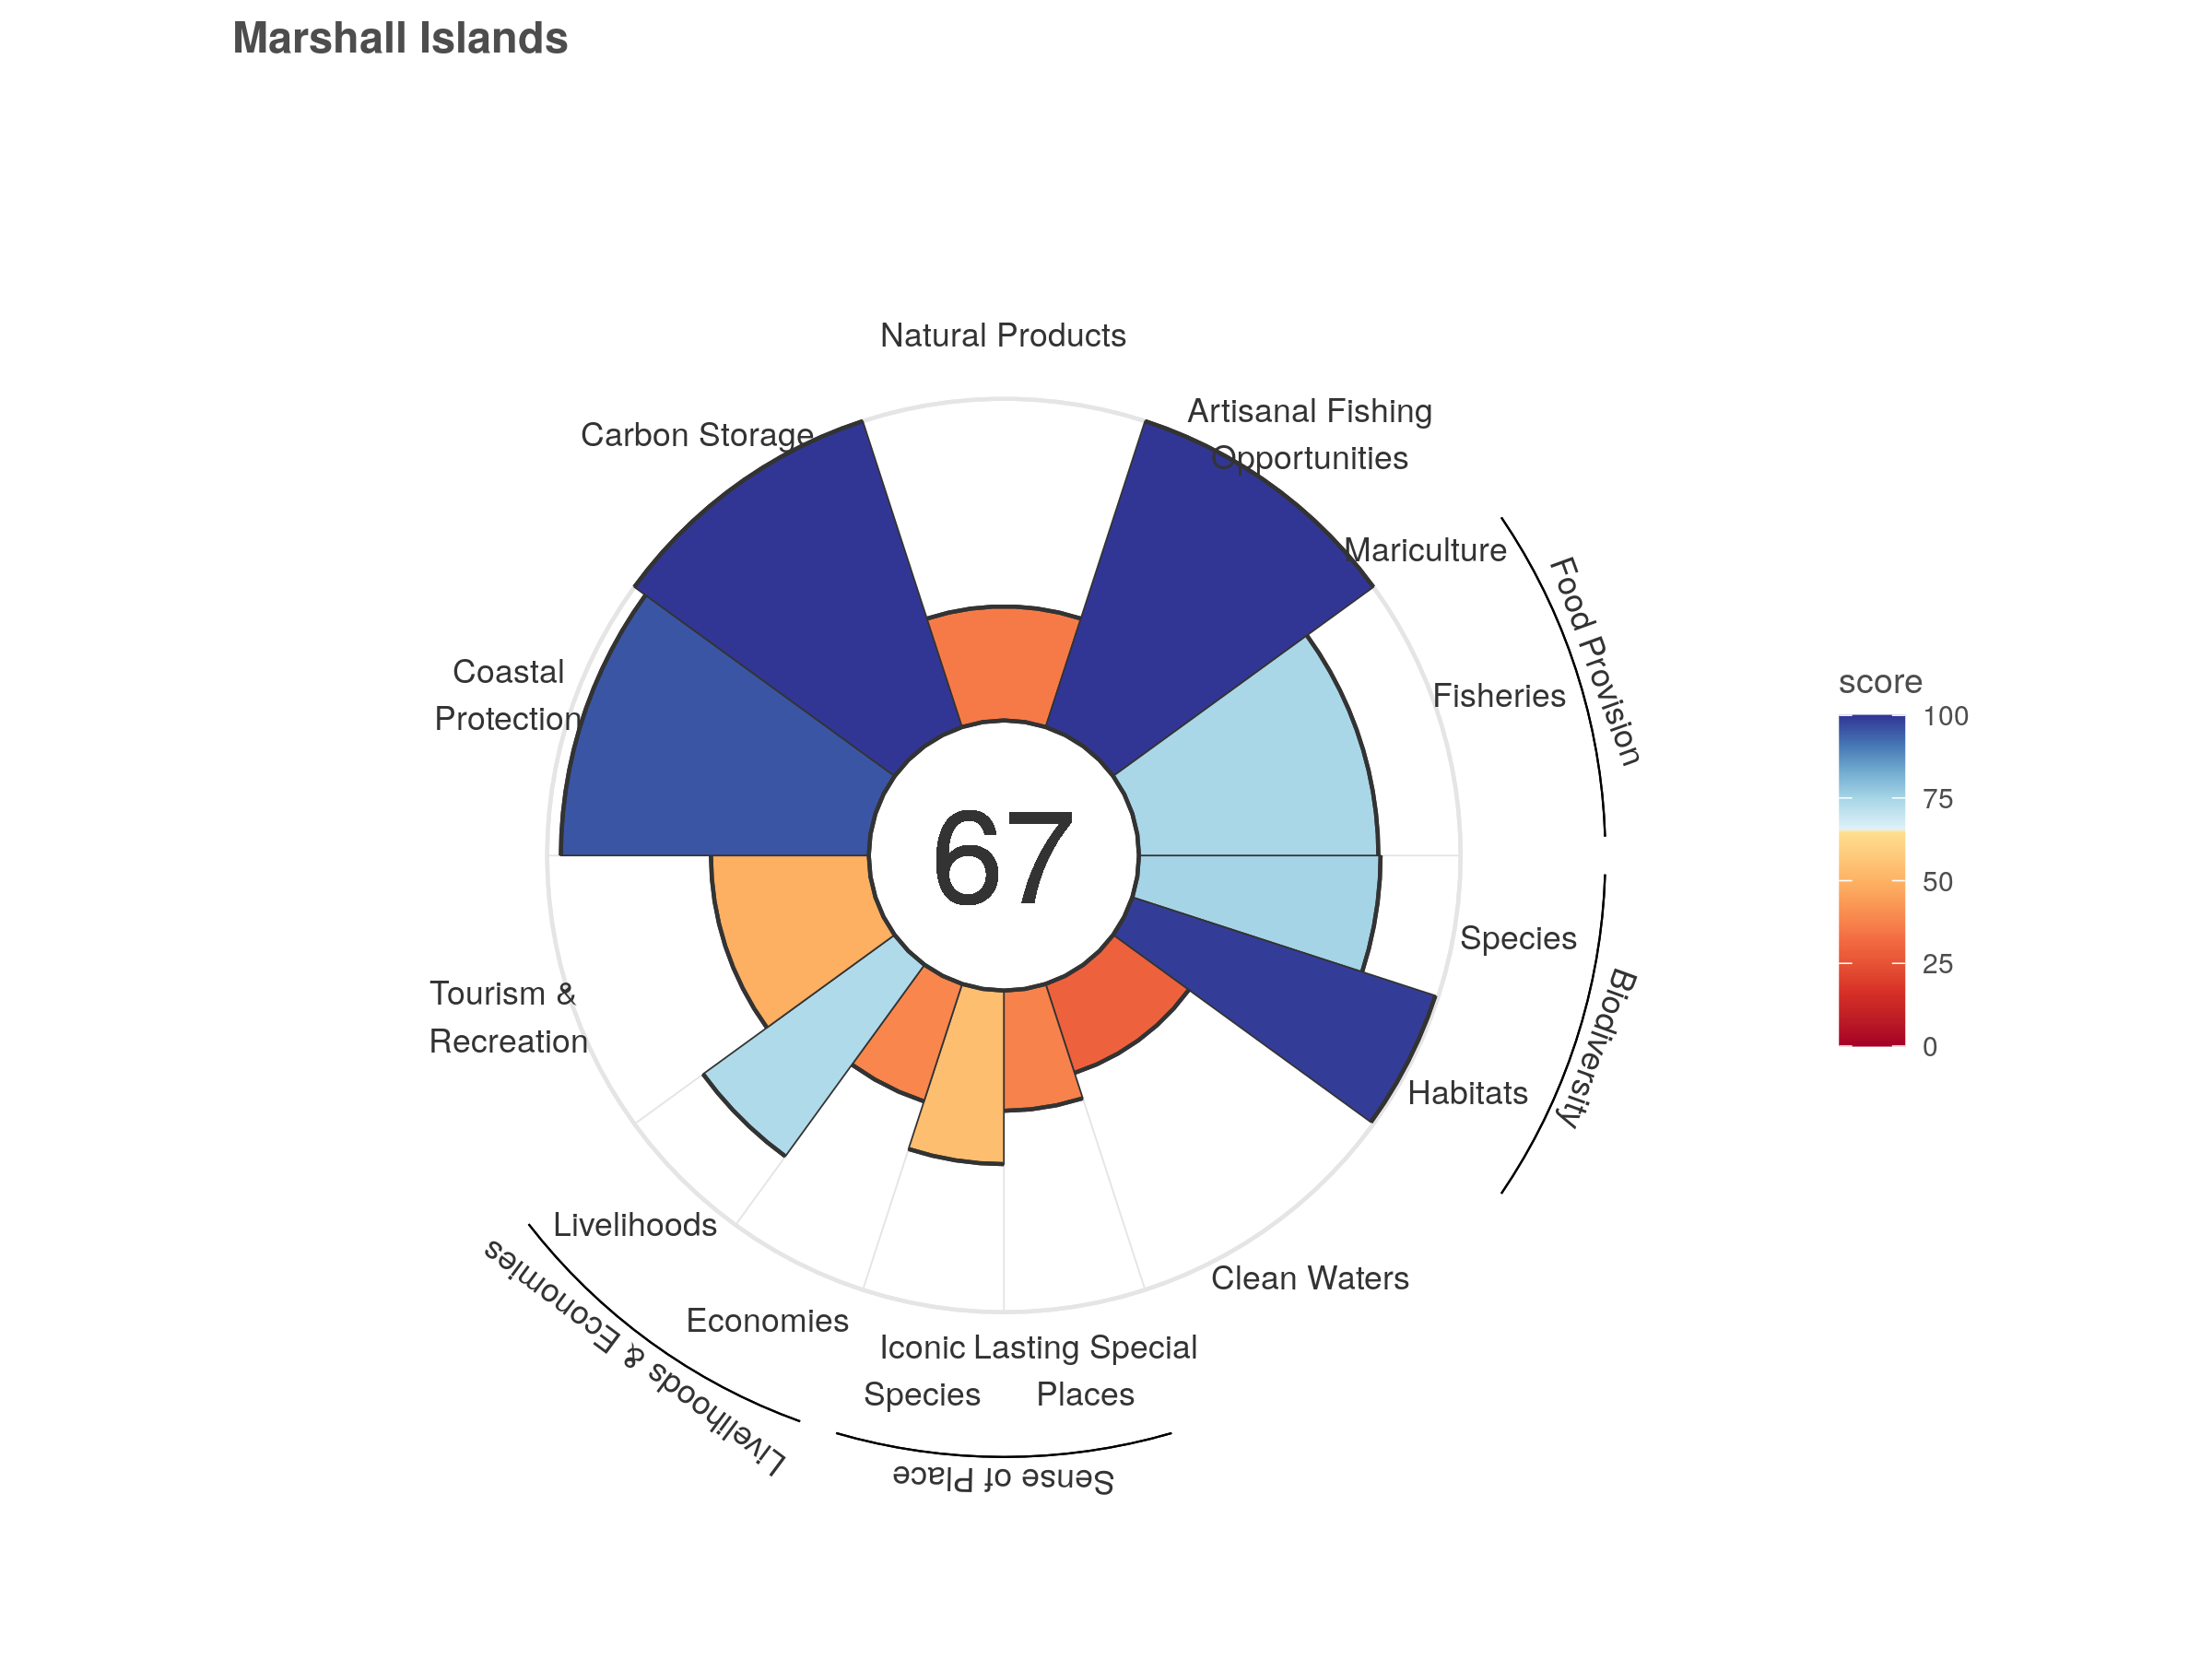 Marshall Islands
Natural Products
Artisanal Fishing
Opportunities
Carbon Storage
Mariculture
Food Provision
Fisheries
Coastal
Protection
67
Species
Biodiversity
Habitats
Tourism &
Recreation
Livelihoods
Livelihoods & Economies
Economies
Clean Waters
Iconic
Species
Lasting Special
Places
Sense of Place
score
100
75
50
25
0